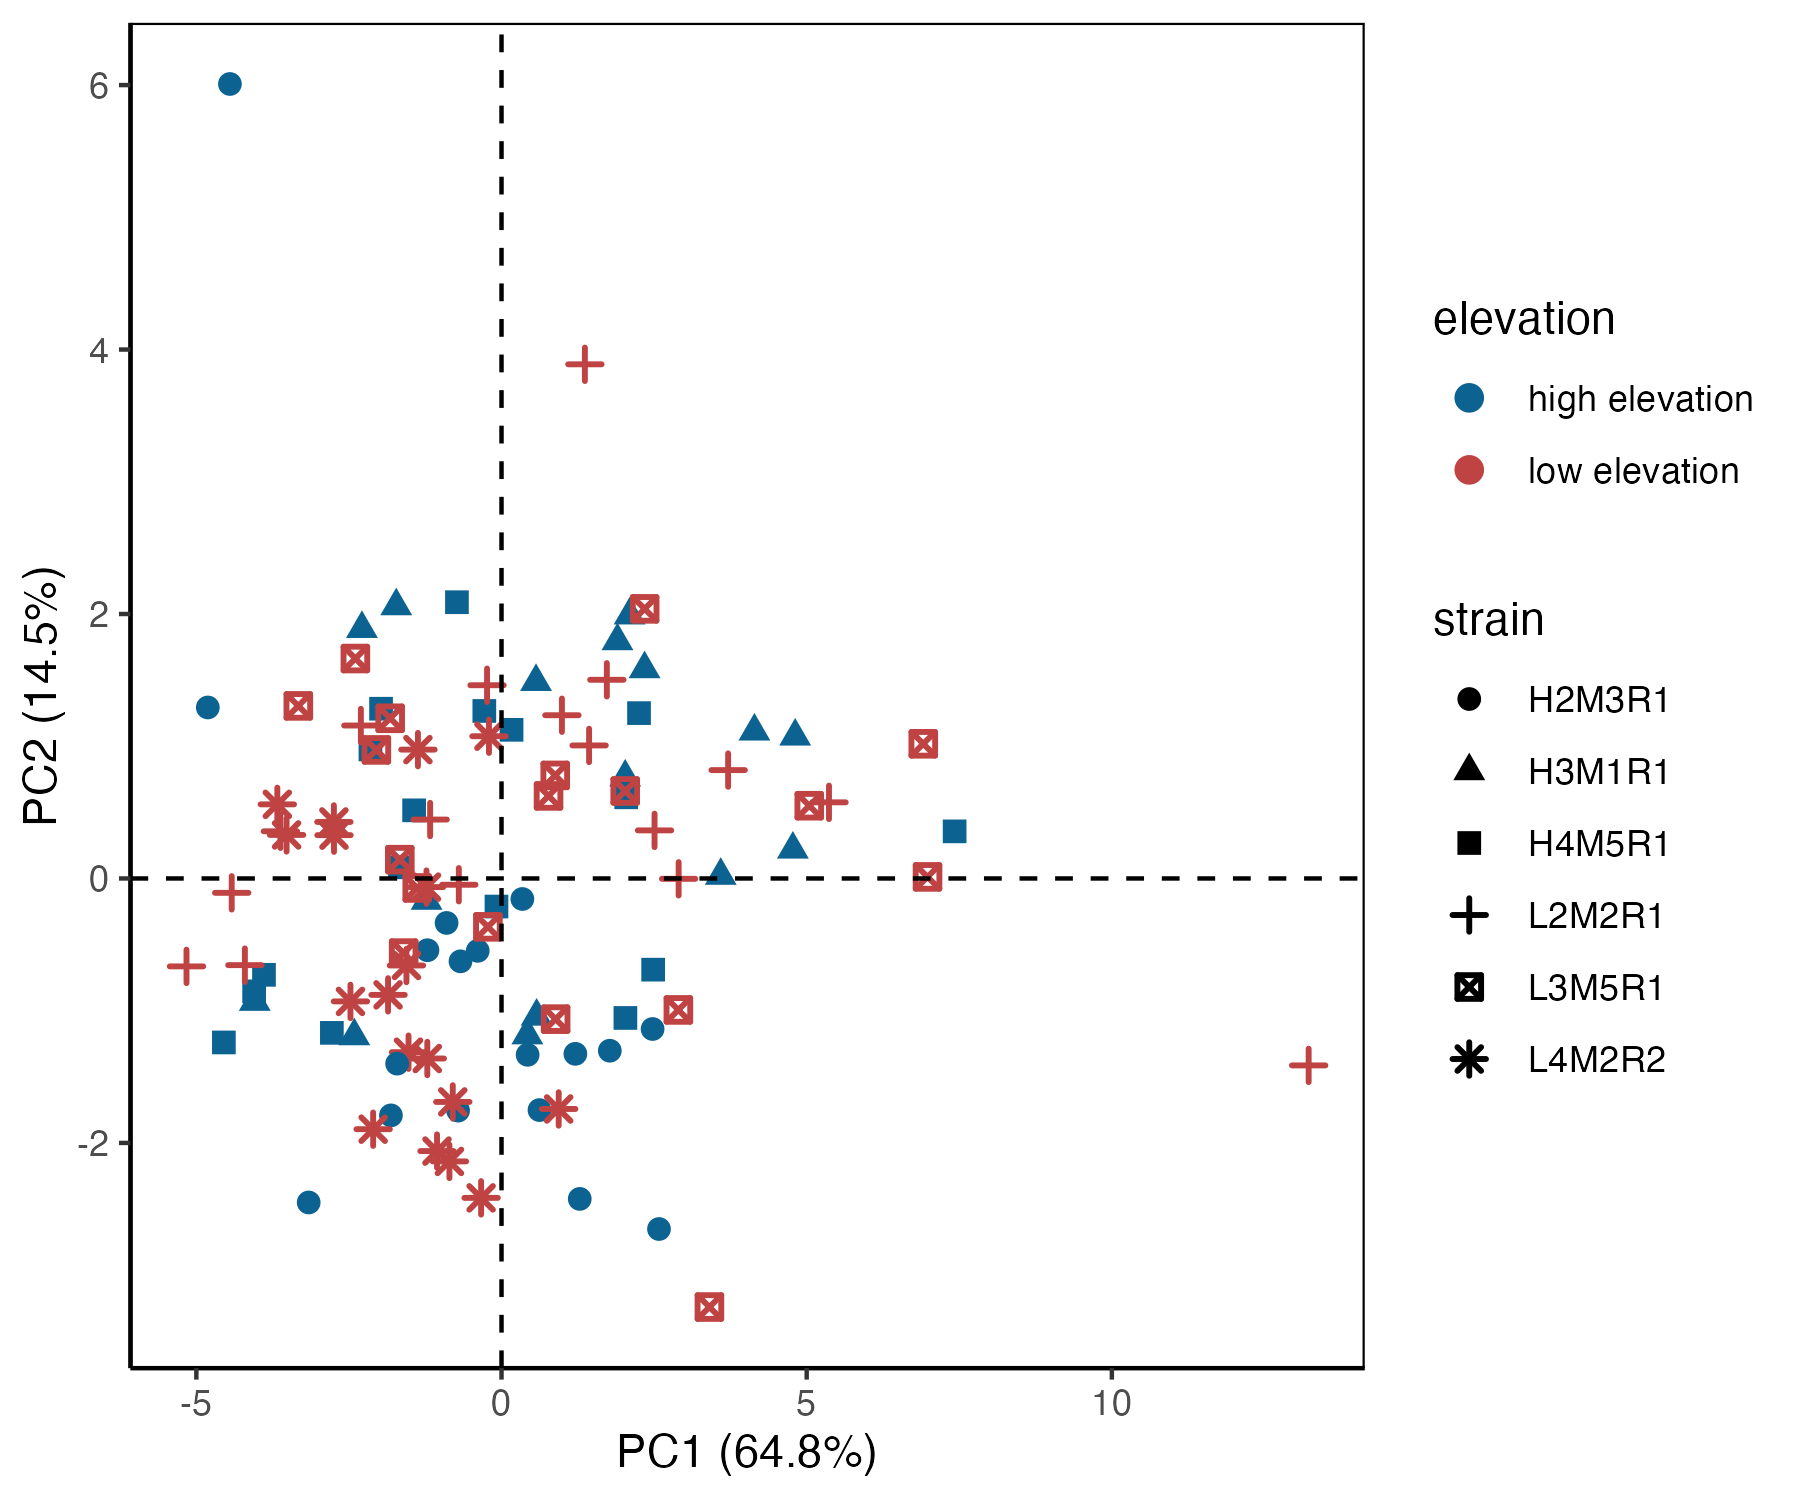 6
4
2
0
-2
PC2 (14.5%)
-5
0
5
10
PC1 (64.8%)
elevation
high elevation
low elevation
strain
H2M3R1
H3M1R1
H4M5R1
L2M2R1
L3M5R1
L4M2R2